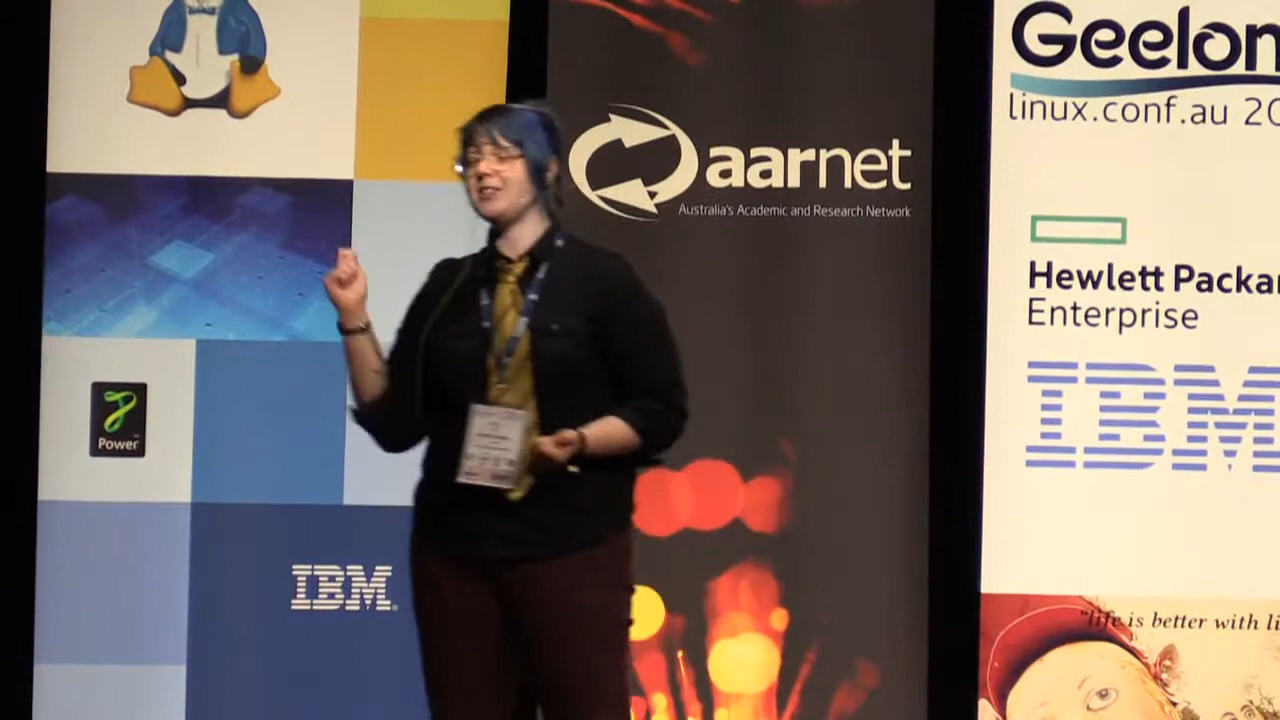 Power
IBM
aarnet
Australia's Academic and Research Network
Geelon
linux.conf.au 20
Hewlett Packa
Enterprise
IBM
"life is better with li